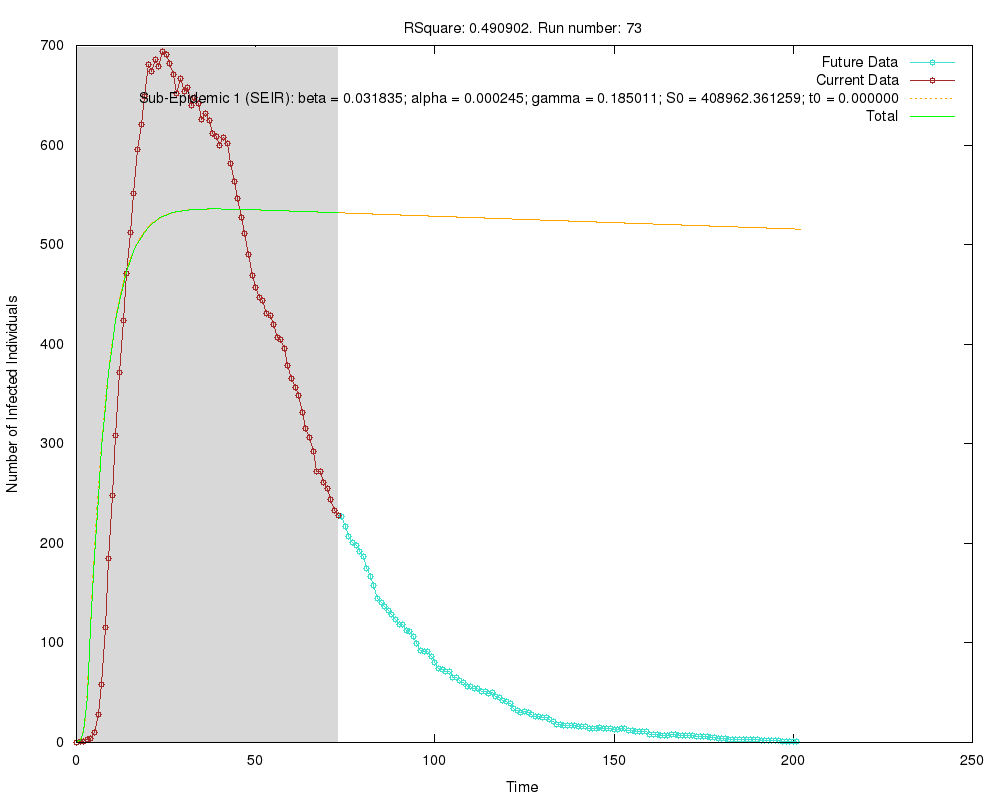 RSquare: 0.490902. Run number: 73
700
600
500
400
300
200
100
0
Number of Infected Individuals
Future Data
Current Data
Sub-Epidemic 1 (SEIR): beta = 0.031835; alpha = 0.000245; gamma = 0.185011; S0 = 408962.361259; t0 = 0.000000
Total
0 50 100 150 200 250
Time